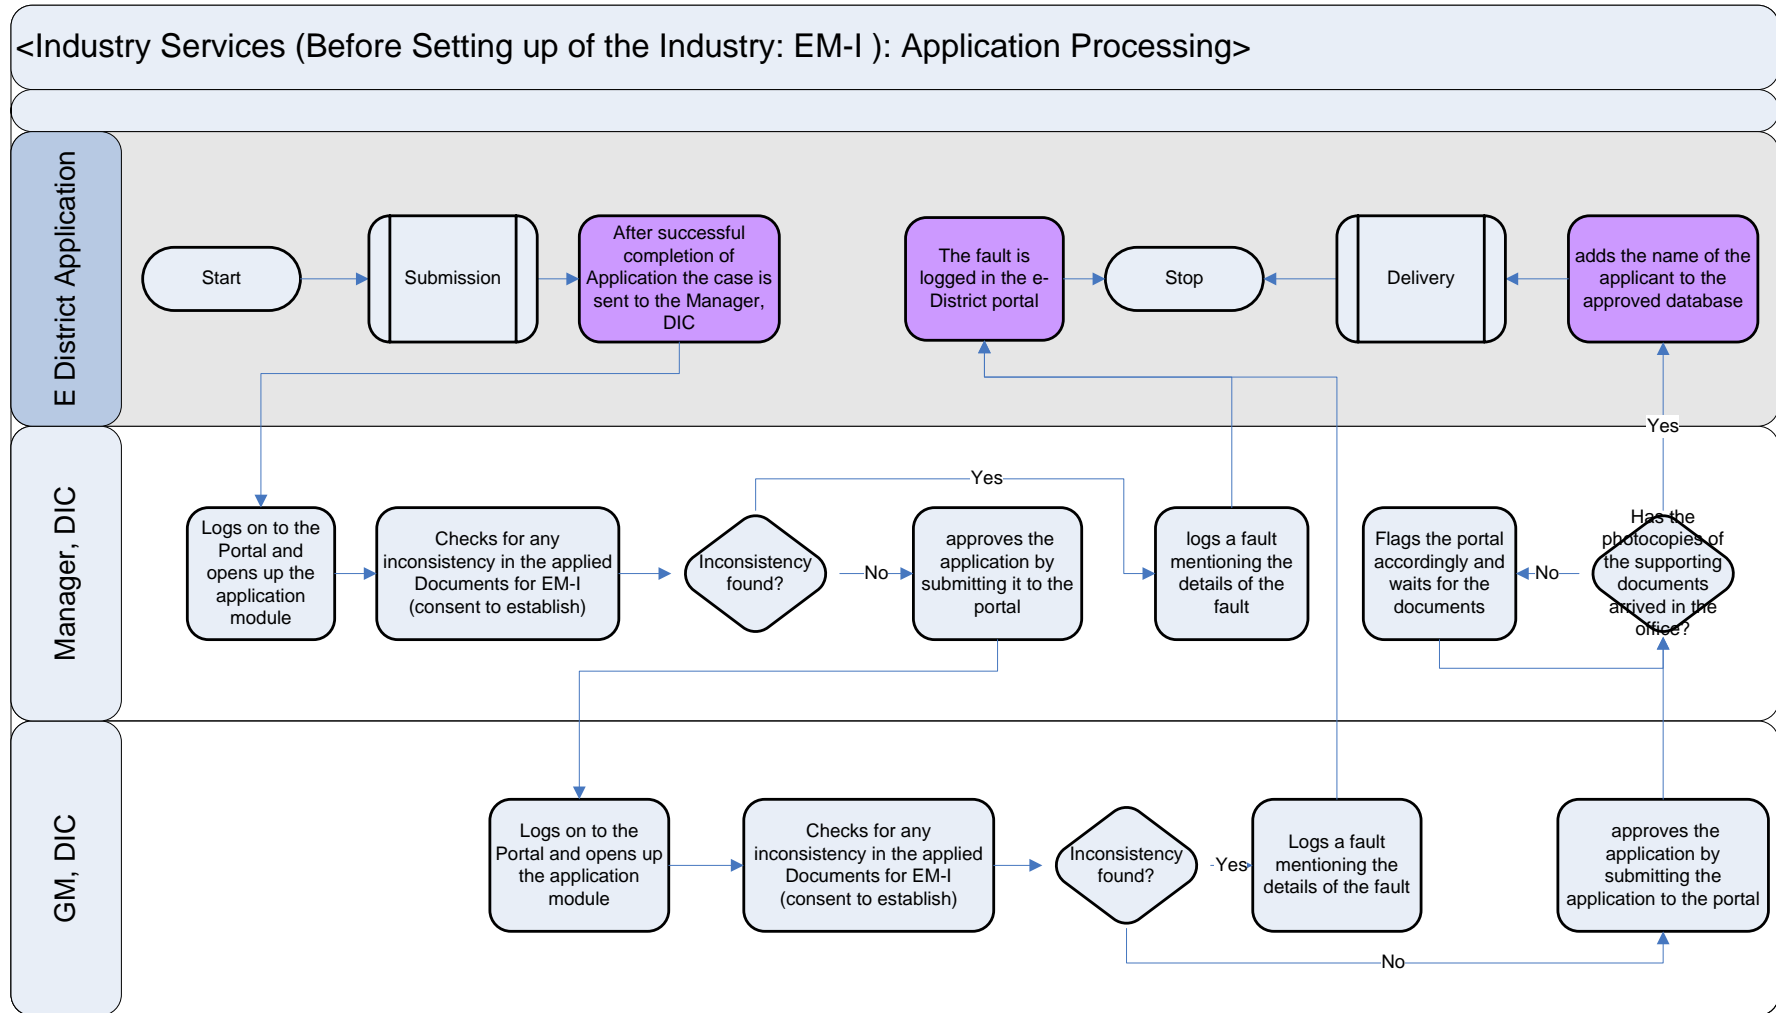 <Industry Services (Before Setting up of the Industry: EM-I ): Application Processing>
E District Application
Start
Submission
After successful
completion of
Application the case is
sent to the Manager,
DIC
The fault is
logged in the e-
District portal
Stop
Delivery
adds the name of the
applicant to the
approved database
Yes
Manager, DIC
Logs on to the
Portal and
opens up the
application
module
Checks for any
inconsistency in the applied
Documents for EM-I
(consent to establish)
Inconsistency
found?
Yes
No
approves the
application by
submitting it to the
portal
logs a fault
mentioning the
details of the
fault
Flags the portal
accordingly and
waits for the
documents
No
Has the
photocopies of
the supporting
documents
arrived in the
office?
GM, DIC
Logs on to the
Portal and opens up
the application
module
Checks for any
inconsistency in the applied
Documents for EM-I
(consent to establish)
Inconsistency
found?
Yes
Logs a fault
mentioning the
details of the fault
No
approves the
application by
submitting the
application to the portal